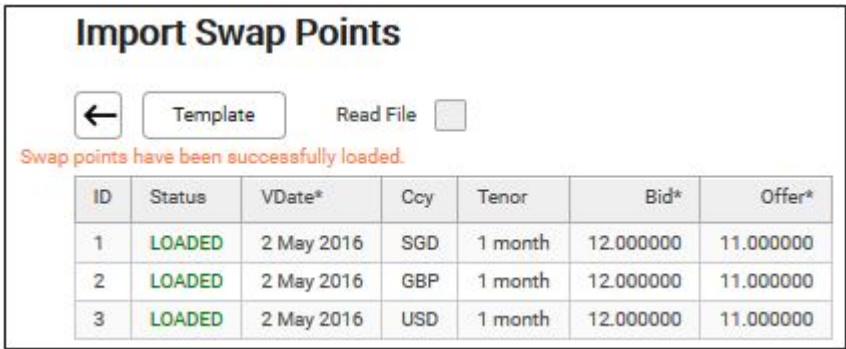 Import Swap Points
Template Read File
Swap points have been successfully loaded.
ID Status VDate* Ccy Tenor Bid* Offer*
1 LOADED 2 May 2016 SGD 1 month 12.000000 11.000000
2 LOADED 2 May 2016 GBP 1 month 12.000000 11.000000
3 LOADED 2 May 2016 USD 1 month 12.000000 11.000000